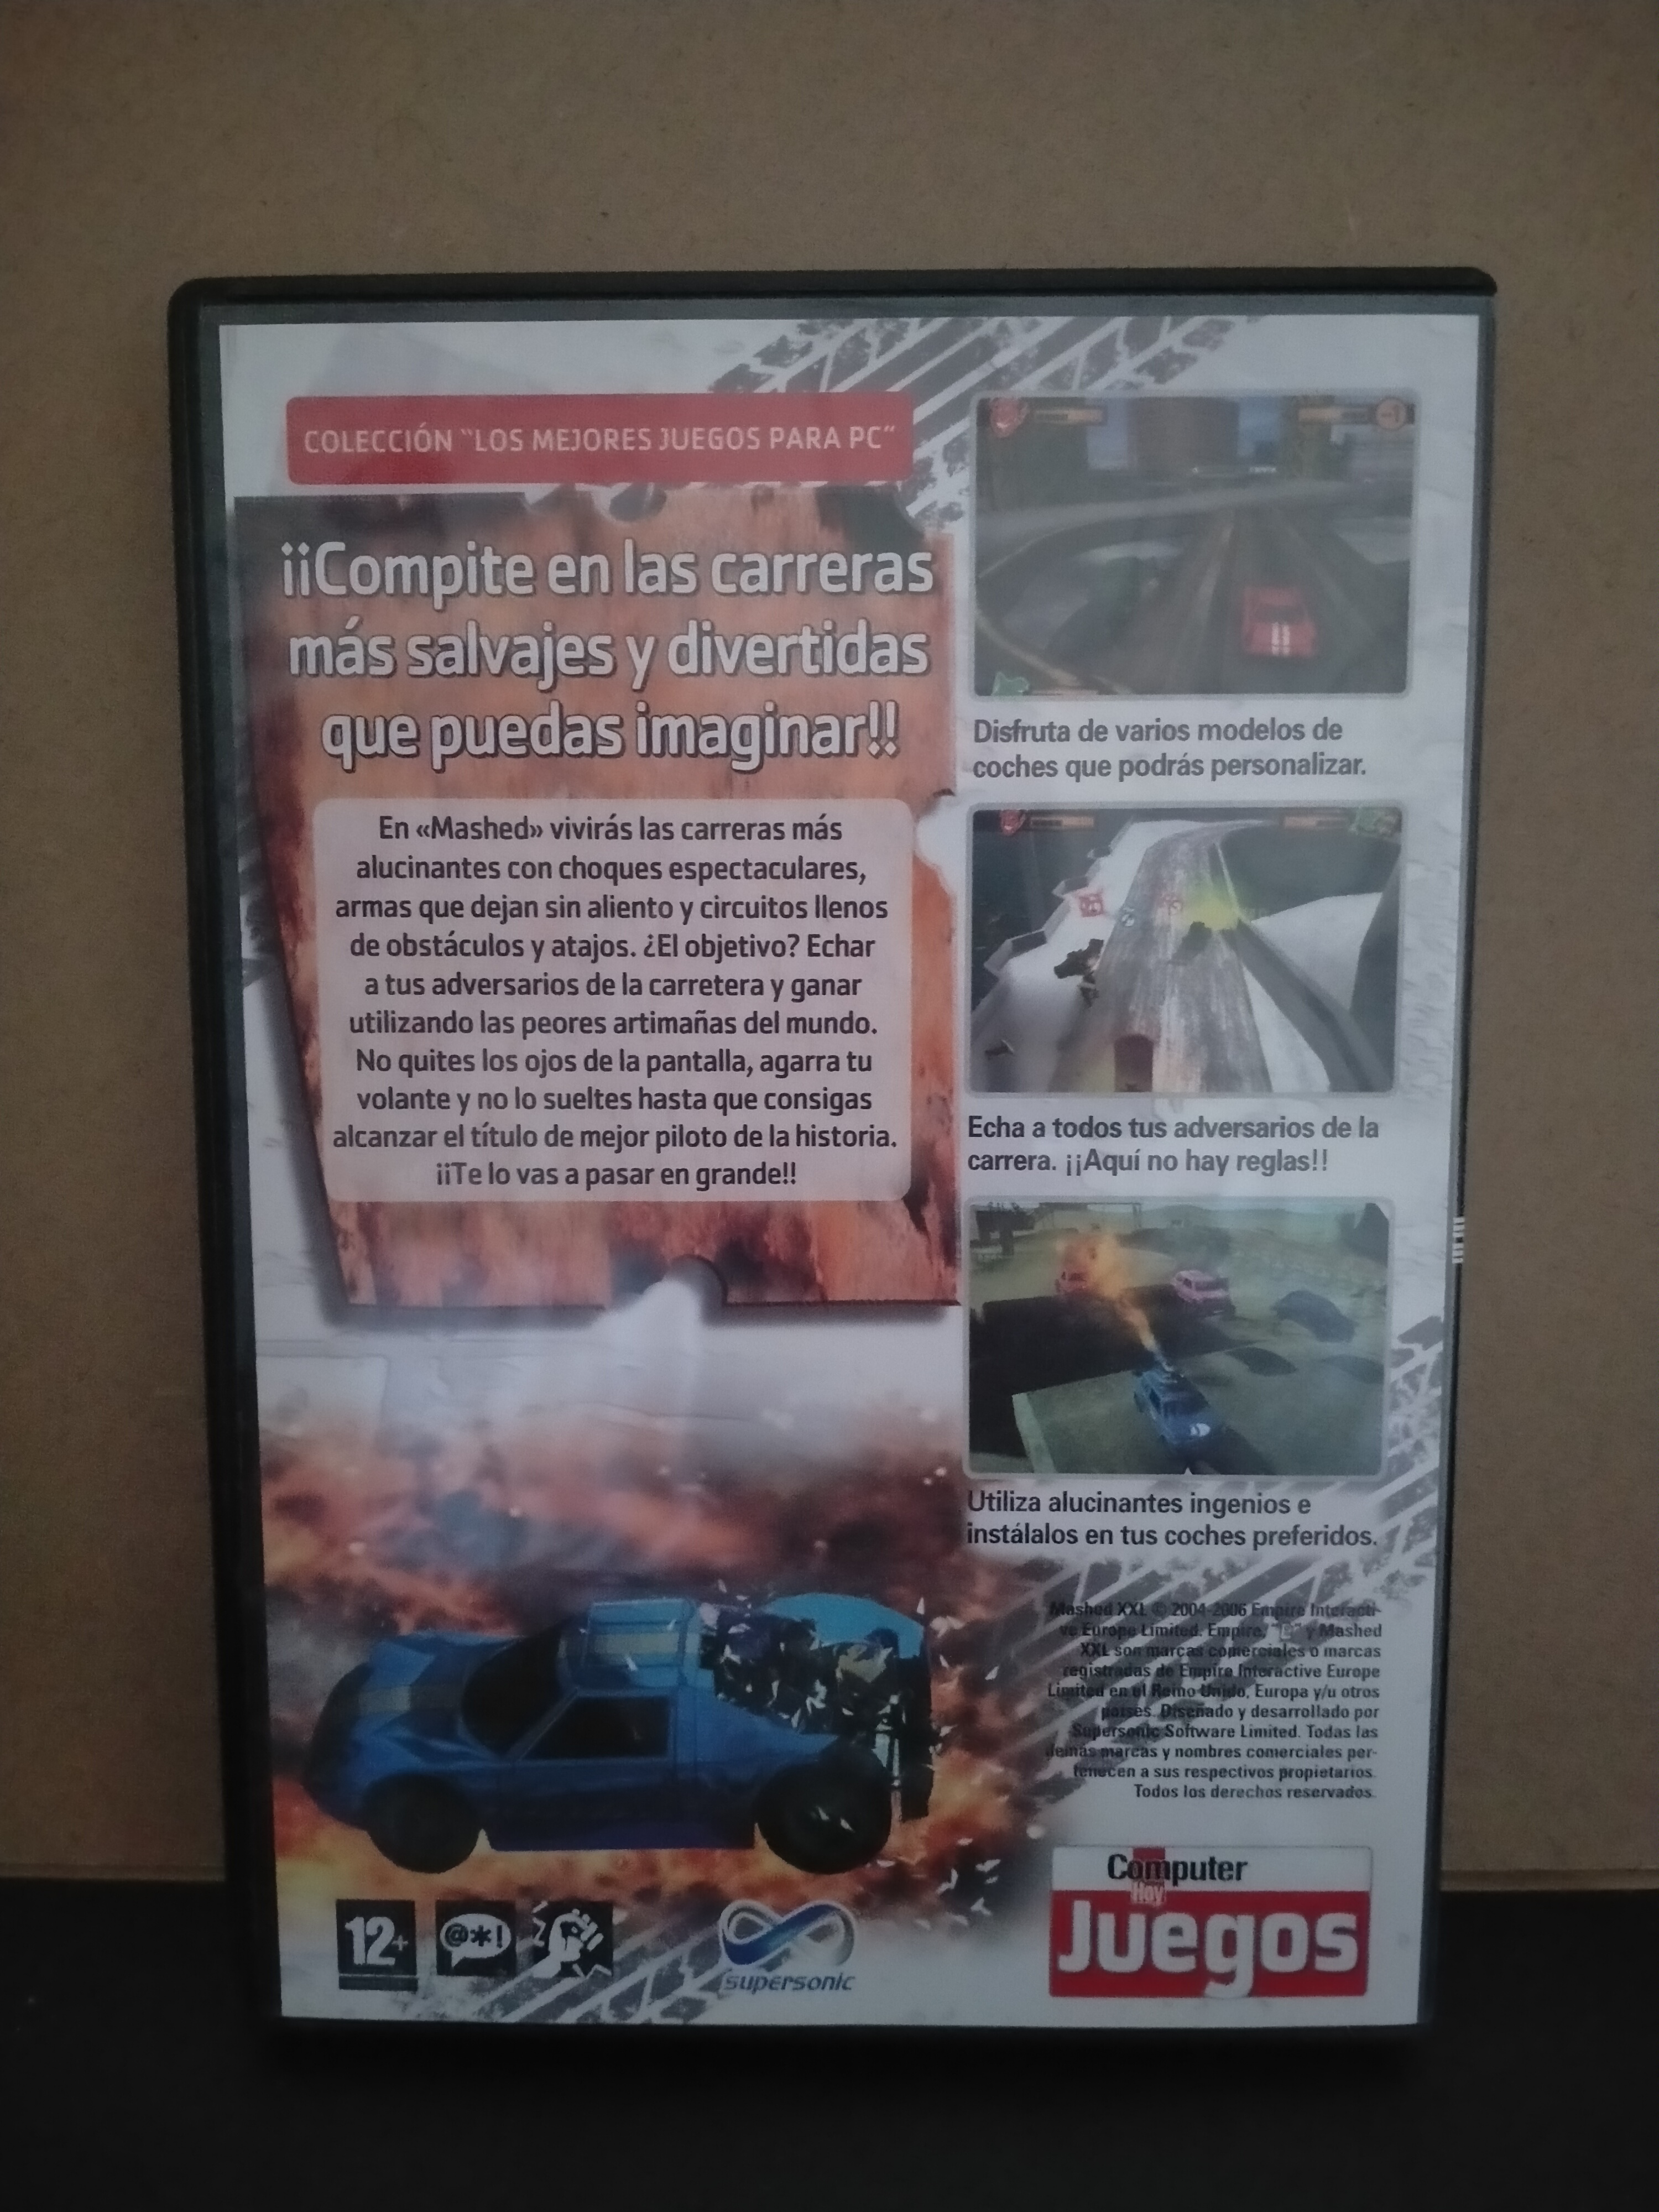 COLECCIÓN "LOS MEJORES JUEGOS PARA PC"
¡¡Compite en las carreras
más salvajes y divertidas
que puedas imaginar!!
En «Mashed» vivirás las carreras más
alucinantes con choques espectaculares,
armas que dejan sin aliento y circuitos llenos
de obstáculos y atajos. ¿El objetivo? Echar
a tus adversarios de la carretera y ganar
utilizando las peores artimañas del mundo.
No quites los ojos de la pantalla, agarra tu
volante y no lo sueltes hasta que consigas
alcanzar el título de mejor piloto de la historia.
¡¡Te lo vas a pasar en grande!!
Disfruta de varios modelos de
coches que podrás personalizar.
Echa a todos tus adversarios de la
carrera. ¡¡Aquí no hay reglas!!
Utiliza alucinantes ingenios e
instálalos en tus coches preferidos.
Mashed XXL © 2004-2006 Empire Interacti-
ve Europe Limited. Empire, "E" y Mashed
XXL son marcas comerciales o marcas
registradas de Empire Interactive Europe
Limited en el Reino Unido, Europa y/u otros
países. Diseñado y desarrollado por
Supersonic Software Limited. Todas las
demás marcas y nombres comerciales per-
tenecen a sus respectivos propietarios.
Todos los derechos reservados.
12+
@*!
supersonic
Computer
Hoy
Juegos